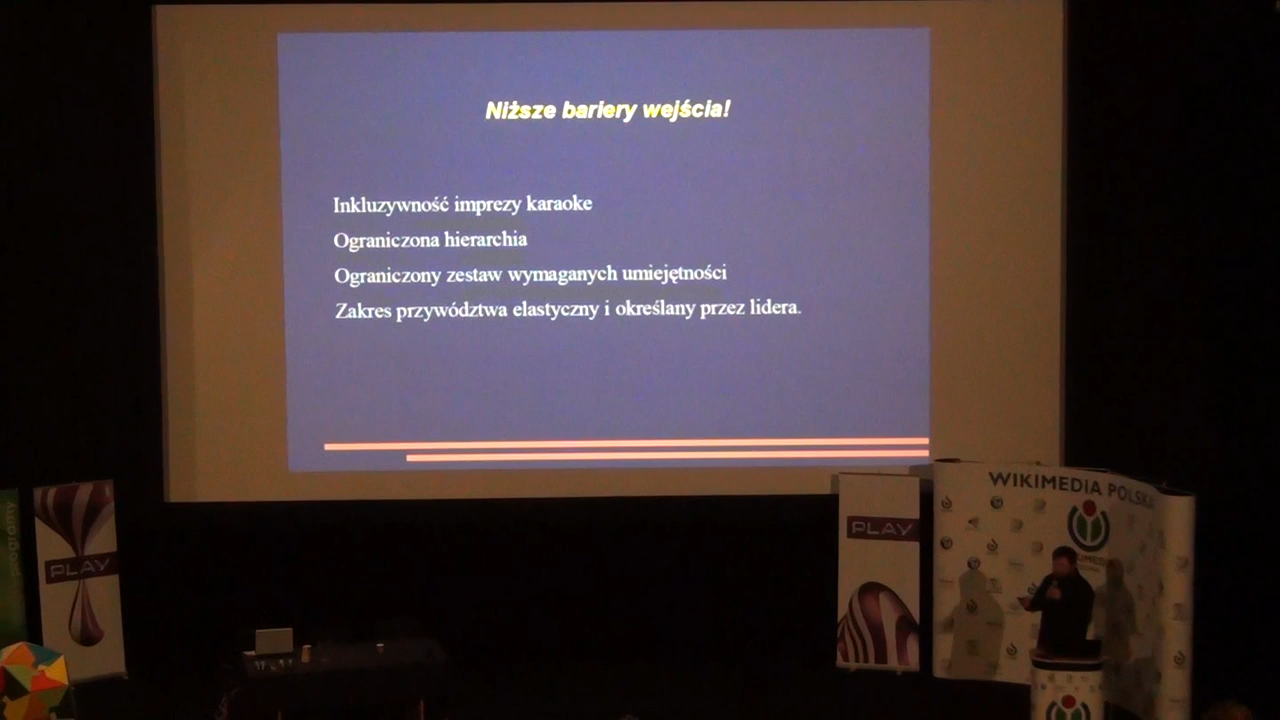 Niższe bariery wejścia!
Inkluzywność imprezy karaoke
Ograniczona hierarchia
Ograniczony zestaw wymaganych umiejętności
Zakres przywództwa elastyczny i określany przez lidera.
WIKIMEDIA POLSKA
PLAY
PLAY
programy